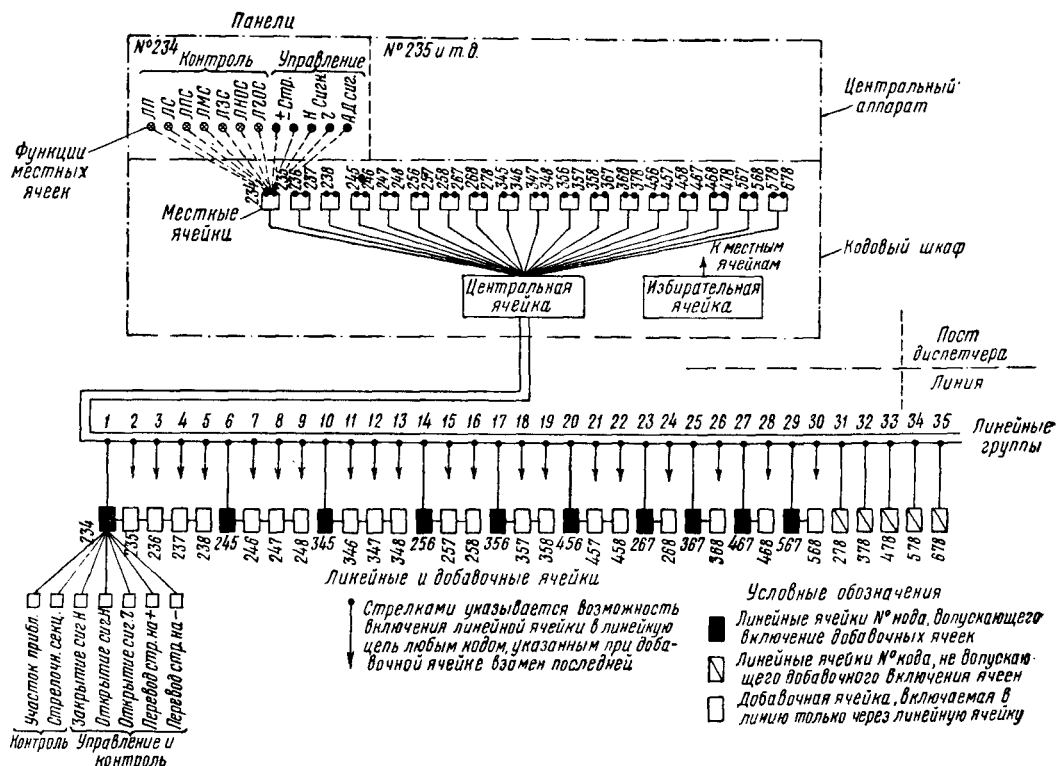 Панели
№234
№235 и т.д.
Контроль
Управление
ЛП
ЛС
ЛПС
ЛМС
ЛЗС
ЛНОС
± Стр.
Н Сигн.
АД сиг.
Центральный
аппарат
Функции
местных
ячеек
234 235 236 237 238 245 246 247 248 256 257 258 267 268 278 345 346 347 348 356 357 358 367 368 378 456 457 458 467 468 478 567 568 578 678
Местные
ячейки
К местным
ячейкам
Кодовый шкаф
Центральная
ячейка
Избирательная
ячейка
Пост
диспетчера
Линия
1 2 3 4 5 6 7 8 9 10 11 12 13 14 15 16 17 18 19 20 21 22 23 24 25 26 27 28 29 30 31 32 33 34 35
Линейные
группы
234 235 236 237 238 245 246 247 248 345 346 347 348 256 257 258 356 357 358 456 457 458 267 268 367 368 467 468 567 568 278 378 478 578 678
Линейные и добавочные ячейки
Стрелками указывается возможность
включения линейной ячейки в линейную
цепь любым кодом, указанным при доба-
вочной ячейке взамен последней.
Условные обозначения
Линейные ячейки № кода, допускающего
включение добавочных ячеек
Линейные ячейки № кода, не допускаю-
щего добавочного включения ячеек
Добавочная ячейка, включаемая в
линию только через линейную ячейку
Участок прибл.
Стрелочн. секц.
Закрытие сиг. Н
Открытие сиг. Н
Открытие сиг. Ч
Перевод стр. на +
Перевод стр. на -
Контроль
Управление и
контроль